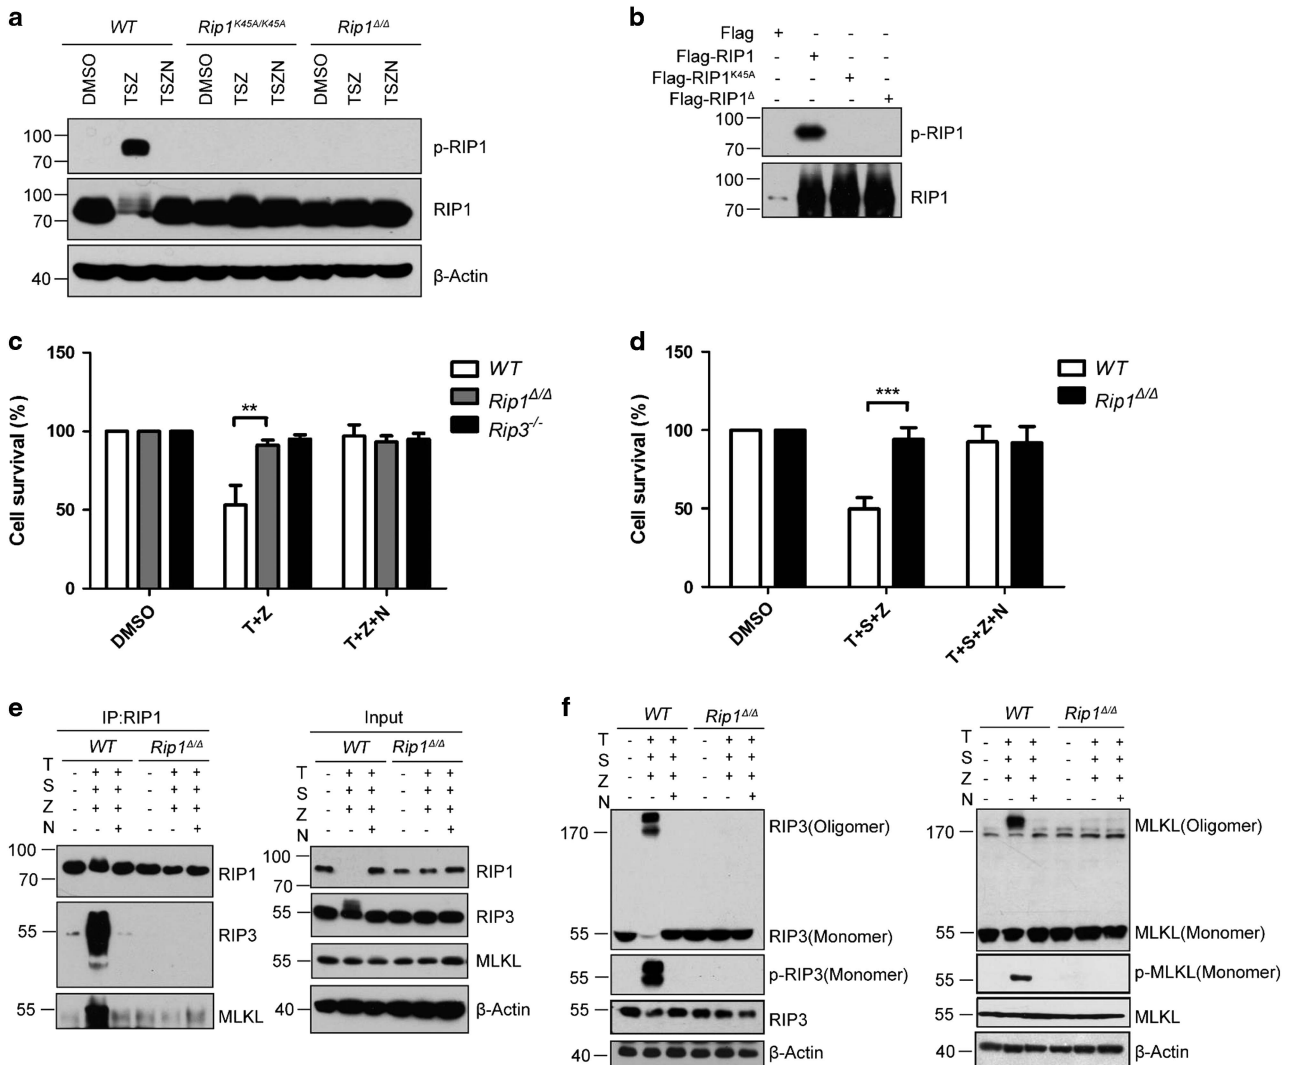 a
WT Rip1K45A/K45A Rip1Δ/Δ
DMSO TSZ TSZN DMSO TSZ TSZN DMSO TSZ TSZN
100
70
p-RIP1
100
70
RIP1
40
β-Actin
b
Flag + - - -
Flag-RIP1 - + - -
Flag-RIP1K45A - - + -
Flag-RIP1Δ - - - +
100
70
p-RIP1
100
70
RIP1
c
Cell survival (%)
150
100
50
0
**
WT
Rip1Δ/Δ
Rip3-/-
DMSO T+Z T+Z+N
d
Cell survival (%)
150
100
50
0
***
WT
Rip1Δ/Δ
DMSO T+S+Z T+S+Z+N
e
IP:RIP1
WT Rip1Δ/Δ
T - + + - + +
S - + + - + +
Z - + + - + +
N - - + - - +
100
70
RIP1
55
RIP3
55
MLKL
Input
WT Rip1Δ/Δ
T - + + - + +
S - + + - + +
Z - + + - + +
N - - + - - +
100
70
RIP1
55
RIP3
55
MLKL
40
β-Actin
f
WT Rip1Δ/Δ
T - + + - + +
S - + + - + +
Z - + + - + +
N - - + - - +
170
RIP3(Oligomer)
55
RIP3(Monomer)
55
p-RIP3(Monomer)
55
RIP3
40
β-Actin
WT Rip1Δ/Δ
T - + + - + +
S - + + - + +
Z - + + - + +
N - - + - - +
170
MLKL(Oligomer)
55
MLKL(Monomer)
55
p-MLKL(Monomer)
55
MLKL
40
β-Actin